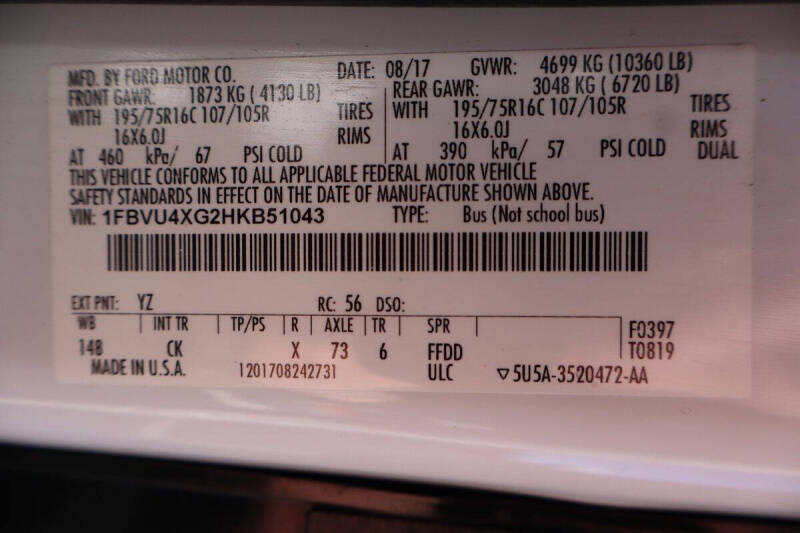 MFD. BY FORD MOTOR CO. DATE: 08/17 GVWR: 4699 KG (10360 LB)
FRONT GAWR: 1873 KG ( 4130 LB) REAR GAWR: 3048 KG ( 6720 LB)
WITH 195/75R16C 107/105R TIRES WITH 195/75R16C 107/105R TIRES
16X6.0J RIMS 16X6.0J RIMS
AT 460 kPa/ 67 PSI COLD AT 390 kPa/ 57 PSI COLD DUAL
THIS VEHICLE CONFORMS TO ALL APPLICABLE FEDERAL MOTOR VEHICLE
SAFETY STANDARDS IN EFFECT ON THE DATE OF MANUFACTURE SHOWN ABOVE.
VIN: 1FBVU4XG2HKB51043 TYPE: Bus (Not school bus)
EXT PNT: YZ RC: 56 DSO:
WB INT TR TP/PS R AXLE TR SPR F0397
148 CK X 73 6 FFDD T0819
MADE IN U.S.A. 1201708242731 ULC ▽5U5A-3520472-AA